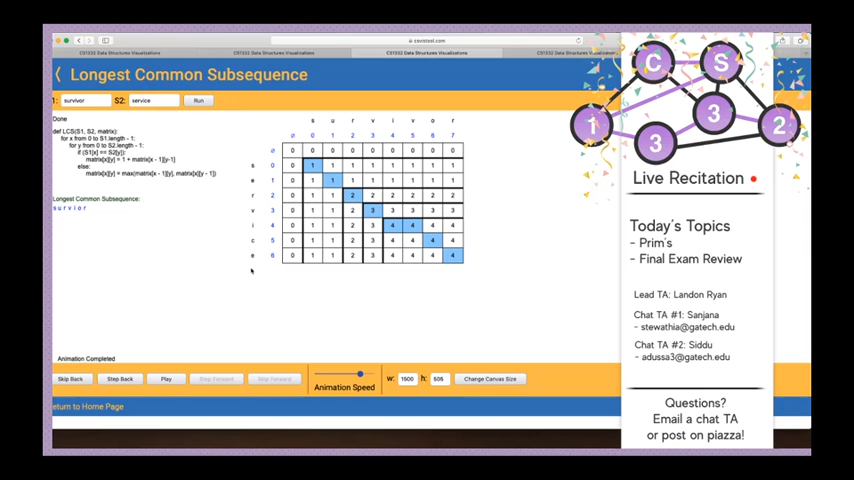 csvistool.com
CS1332 Data Structures Visualizations
CS1332 Data Structures Visualizations
CS1332 Data Structures Visualizations
〈 Longest Common Subsequence
1: survivor S2: service Run
Done
def LCS(S1, S2, matrix):
for x from 0 to S1.length - 1:
for y from 0 to S2.length - 1:
if (S1[x] == S2[y]):
matrix[x][y] = 1 + matrix[x - 1][y-1]
else:
matrix[x][y] = max(matrix[x - 1][y], matrix[x][y - 1])
Longest Common Subsequence:
s u r v i o r
s u r v i v o r
∅ 0 1 2 3 4 5 6 7
∅ 0 0 0 0 0 0 0 0 0
s 0 0 1 1 1 1 1 1 1 1
e 1 0 1 1 1 1 1 1 1 1
r 2 0 1 1 2 2 2 2 2 2
v 3 0 1 1 2 3 3 3 3 3
i 4 0 1 1 2 3 4 4 4 4
c 5 0 1 1 2 3 4 4 4 4
e 6 0 1 1 2 3 4 4 4 4
Animation Completed
Skip Back Step Back Play Step Forward Skip Forward Animation Speed w: 1500 h: 505 Change Canvas Size
eturn to Home Page
C S
1 3 3 2
Live Recitation
Today's Topics
- Prim's
- Final Exam Review
Lead TA: Landon Ryan
Chat TA #1: Sanjana
- stewathia@gatech.edu
Chat TA #2: Siddu
- adussa3@gatech.edu
Questions?
Email a chat TA
or post on piazza!